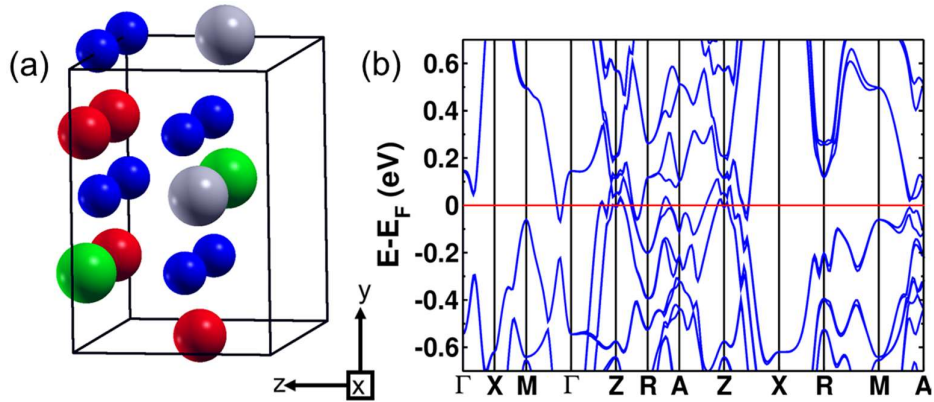 (a)
y
z
x
(b)
E-E_F (eV)
0.6
0.4
0.2
0
-0.2
-0.4
-0.6
Γ X M Γ Z R A Z X R M A